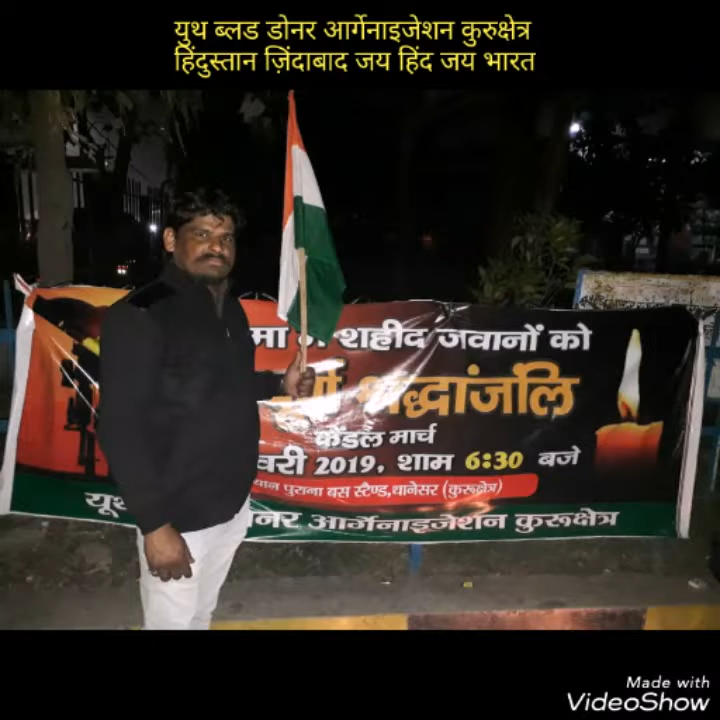 युथ ब्लड डोनर आर्गेनाइजेशन कुरुक्षेत्र
हिंदुस्तान ज़िंदाबाद जय हिंद जय भारत
शहीद जवानों को
श्रद्धांजलि
कैंडल मार्च
वरी 2019, शाम 6:30 बजे
पुराना बस स्टैण्ड, थानेसर (कुरूक्षेत्र)
यूथ नर आर्गेनाइजेशन कुरूक्षेत्र
Made with
VideoShow